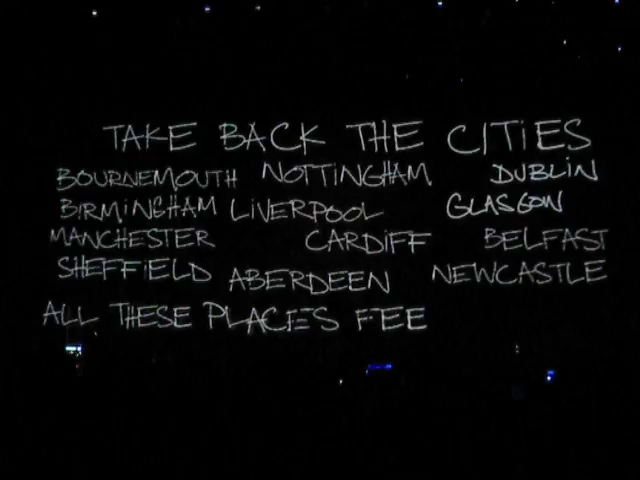 TAKE BACK THE CITIES
BOURNEMOUTH NOTTINGHAM DUBLIN
BIRMINGHAM LIVERPOOL GLASGOW
MANCHESTER CARDIFF BELFAST
SHEFFIELD ABERDEEN NEWCASTLE
ALL THESE PLACES FEE